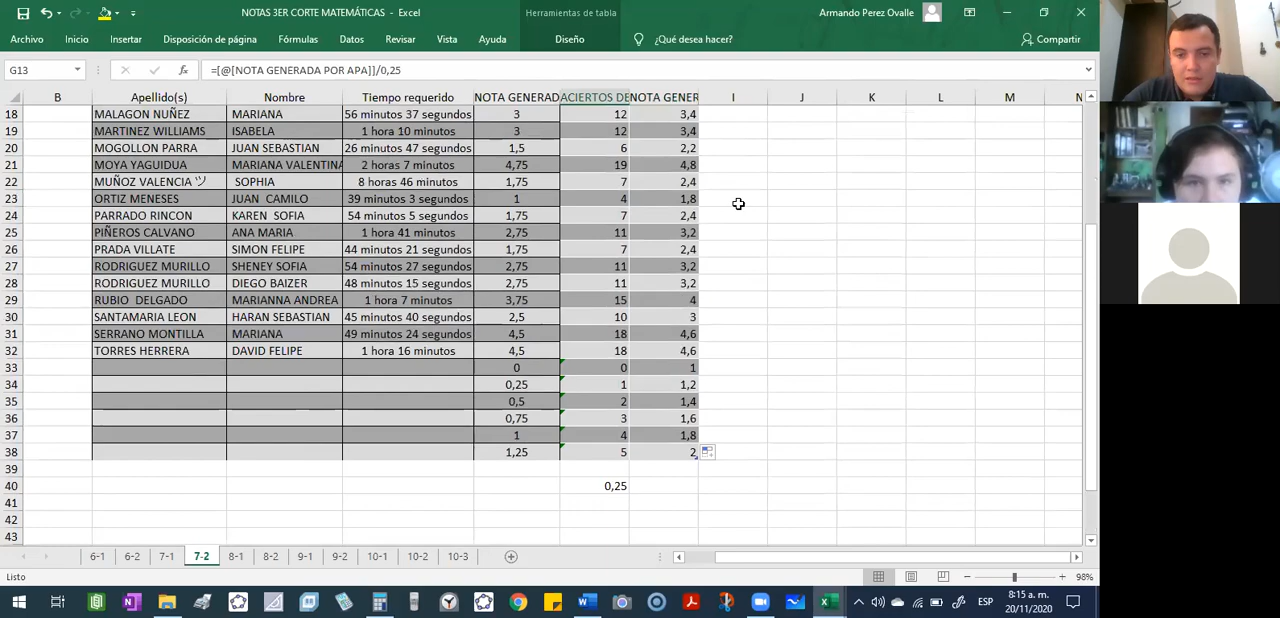 NOTAS 3ER CORTE MATEMÁTICAS - Excel
Herramientas de tabla
Armando Perez Ovalle
Archivo Inicio Insertar Disposición de página Fórmulas Datos Revisar Vista Ayuda Diseño ¿Qué desea hacer? Compartir
G13 fx =[@[NOTA GENERADA POR APA]]/0,25
B Apellido(s) Nombre Tiempo requerido NOTA GENERAD ACIERTOS DE NOTA GENER I J K L M N
18 MALAGON NUÑEZ MARIANA 56 minutos 37 segundos 3 12 3,4
19 MARTINEZ WILLIAMS ISABELA 1 hora 10 minutos 3 12 3,4
20 MOGOLLON PARRA JUAN SEBASTIAN 26 minutos 47 segundos 1,5 6 2,2
21 MOYA YAGUIDUA MARIANA VALENTINA 2 horas 7 minutos 4,75 19 4,8
22 MUÑOZ VALENCIA ツ SOPHIA 8 horas 46 minutos 1,75 7 2,4
23 ORTIZ MENESES JUAN CAMILO 39 minutos 3 segundos 1 4 1,8
24 PARRADO RINCON KAREN SOFIA 54 minutos 5 segundos 1,75 7 2,4
25 PIÑEROS CALVANO ANA MARIA 1 hora 41 minutos 2,75 11 3,2
26 PRADA VILLATE SIMON FELIPE 44 minutos 21 segundos 1,75 7 2,4
27 RODRIGUEZ MURILLO SHENEY SOFIA 54 minutos 27 segundos 2,75 11 3,2
28 RODRIGUEZ MURILLO DIEGO BAIZER 48 minutos 15 segundos 2,75 11 3,2
29 RUBIO DELGADO MARIANNA ANDREA 1 hora 7 minutos 3,75 15 4
30 SANTAMARIA LEON HARAN SEBASTIAN 45 minutos 40 segundos 2,5 10 3
31 SERRANO MONTILLA MARIANA 49 minutos 24 segundos 4,5 18 4,6
32 TORRES HERRERA DAVID FELIPE 1 hora 16 minutos 4,5 18 4,6
33 0 0 1
34 0,25 1 1,2
35 0,5 2 1,4
36 0,75 3 1,6
37 1 4 1,8
38 1,25 5 2
39
40 0,25
41
42
43
6-1 6-2 7-1 7-2 8-1 8-2 9-1 9-2 10-1 10-2 10-3
Listo 98%
ESP
8:15 a. m.
20/11/2020